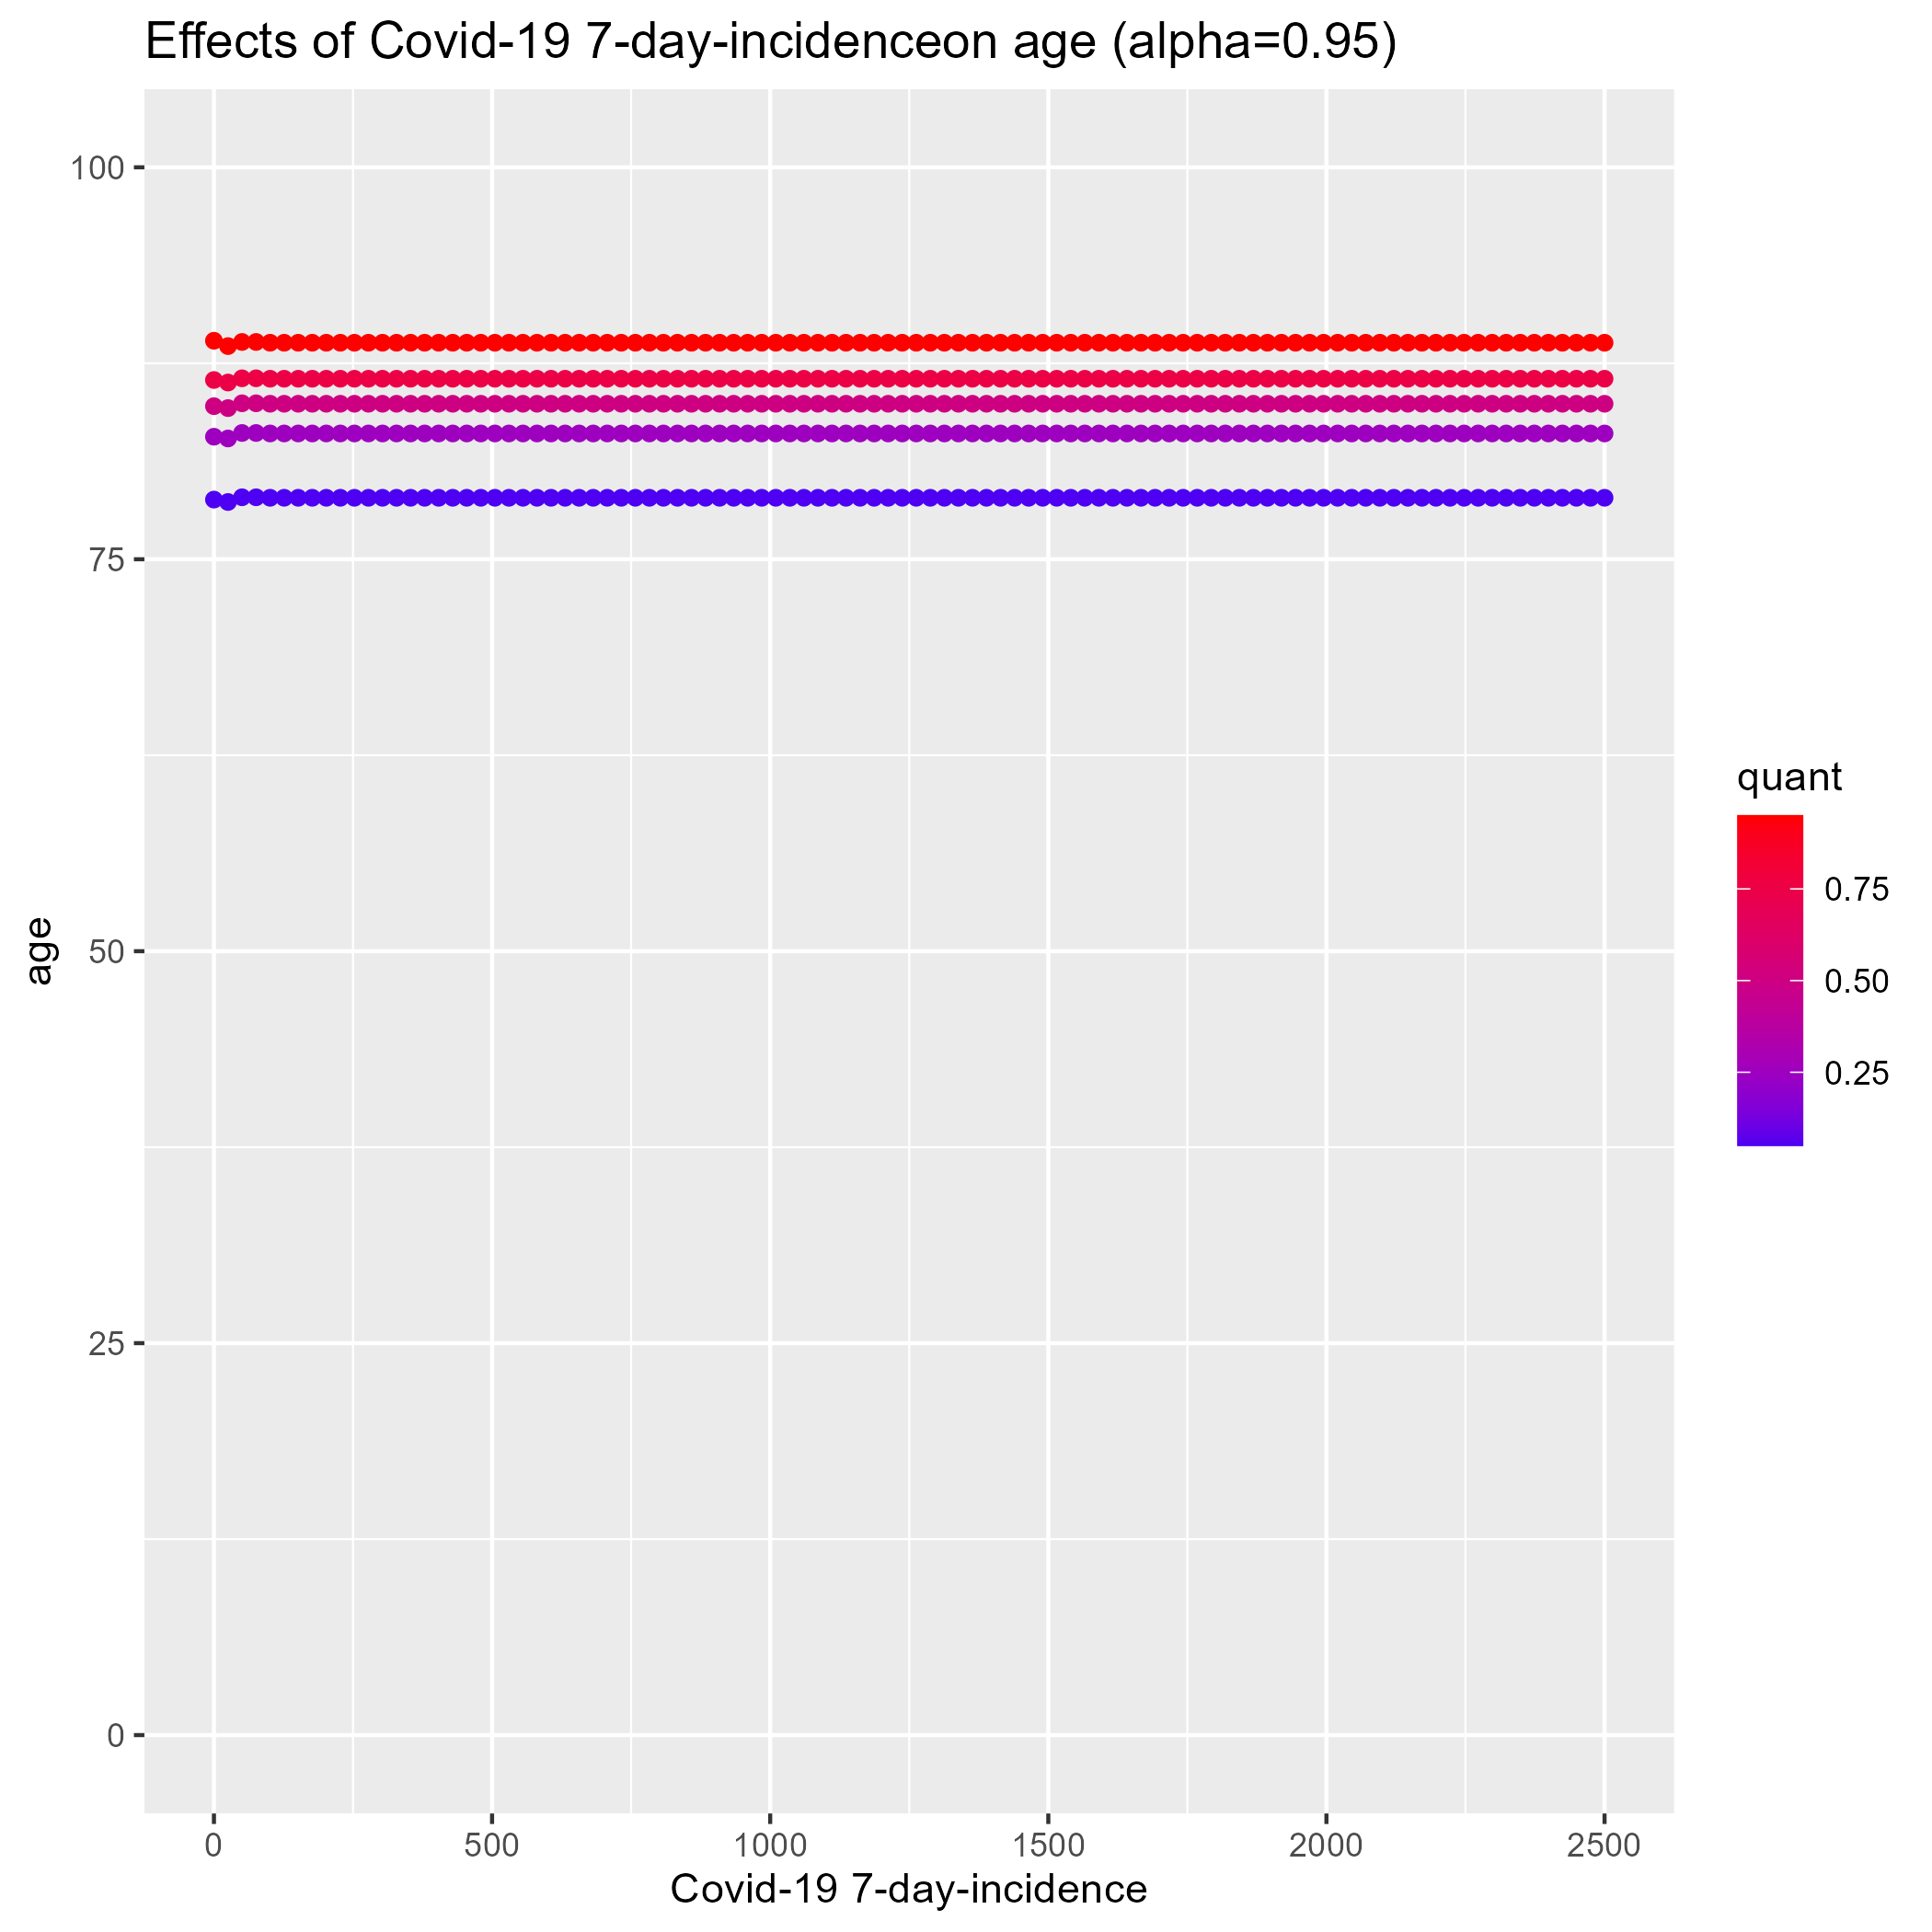 Effects of Covid-19 7-day-incidenceon age (alpha=0.95)
100
75
50
25
0
age
0 500 1000 1500 2000 2500
Covid-19 7-day-incidence
quant
0.75
0.50
0.25